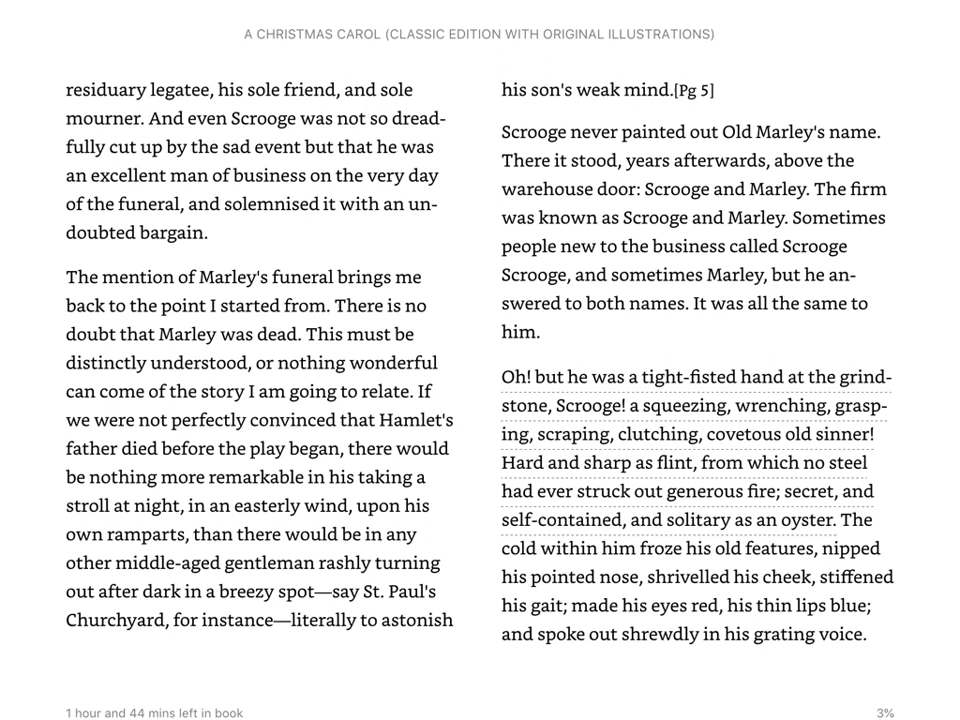 A CHRISTMAS CAROL (CLASSIC EDITION WITH ORIGINAL ILLUSTRATIONS)
residuary legatee, his sole friend, and sole
mourner. And even Scrooge was not so dread-
fully cut up by the sad event but that he was
an excellent man of business on the very day
of the funeral, and solemnised it with an un-
doubted bargain.
The mention of Marley's funeral brings me
back to the point I started from. There is no
doubt that Marley was dead. This must be
distinctly understood, or nothing wonderful
can come of the story I am going to relate. If
we were not perfectly convinced that Hamlet's
father died before the play began, there would
be nothing more remarkable in his taking a
stroll at night, in an easterly wind, upon his
own ramparts, than there would be in any
other middle-aged gentleman rashly turning
out after dark in a breezy spot—say St. Paul's
Churchyard, for instance—literally to astonish
his son's weak mind.[Pg 5]
Scrooge never painted out Old Marley's name.
There it stood, years afterwards, above the
warehouse door: Scrooge and Marley. The firm
was known as Scrooge and Marley. Sometimes
people new to the business called Scrooge
Scrooge, and sometimes Marley, but he an-
swered to both names. It was all the same to
him.
Oh! but he was a tight-fisted hand at the grind-
stone, Scrooge! a squeezing, wrenching, grasp-
ing, scraping, clutching, covetous old sinner!
Hard and sharp as flint, from which no steel
had ever struck out generous fire; secret, and
self-contained, and solitary as an oyster. The
cold within him froze his old features, nipped
his pointed nose, shrivelled his cheek, stiffened
his gait; made his eyes red, his thin lips blue;
and spoke out shrewdly in his grating voice.
1 hour and 44 mins left in book
3%